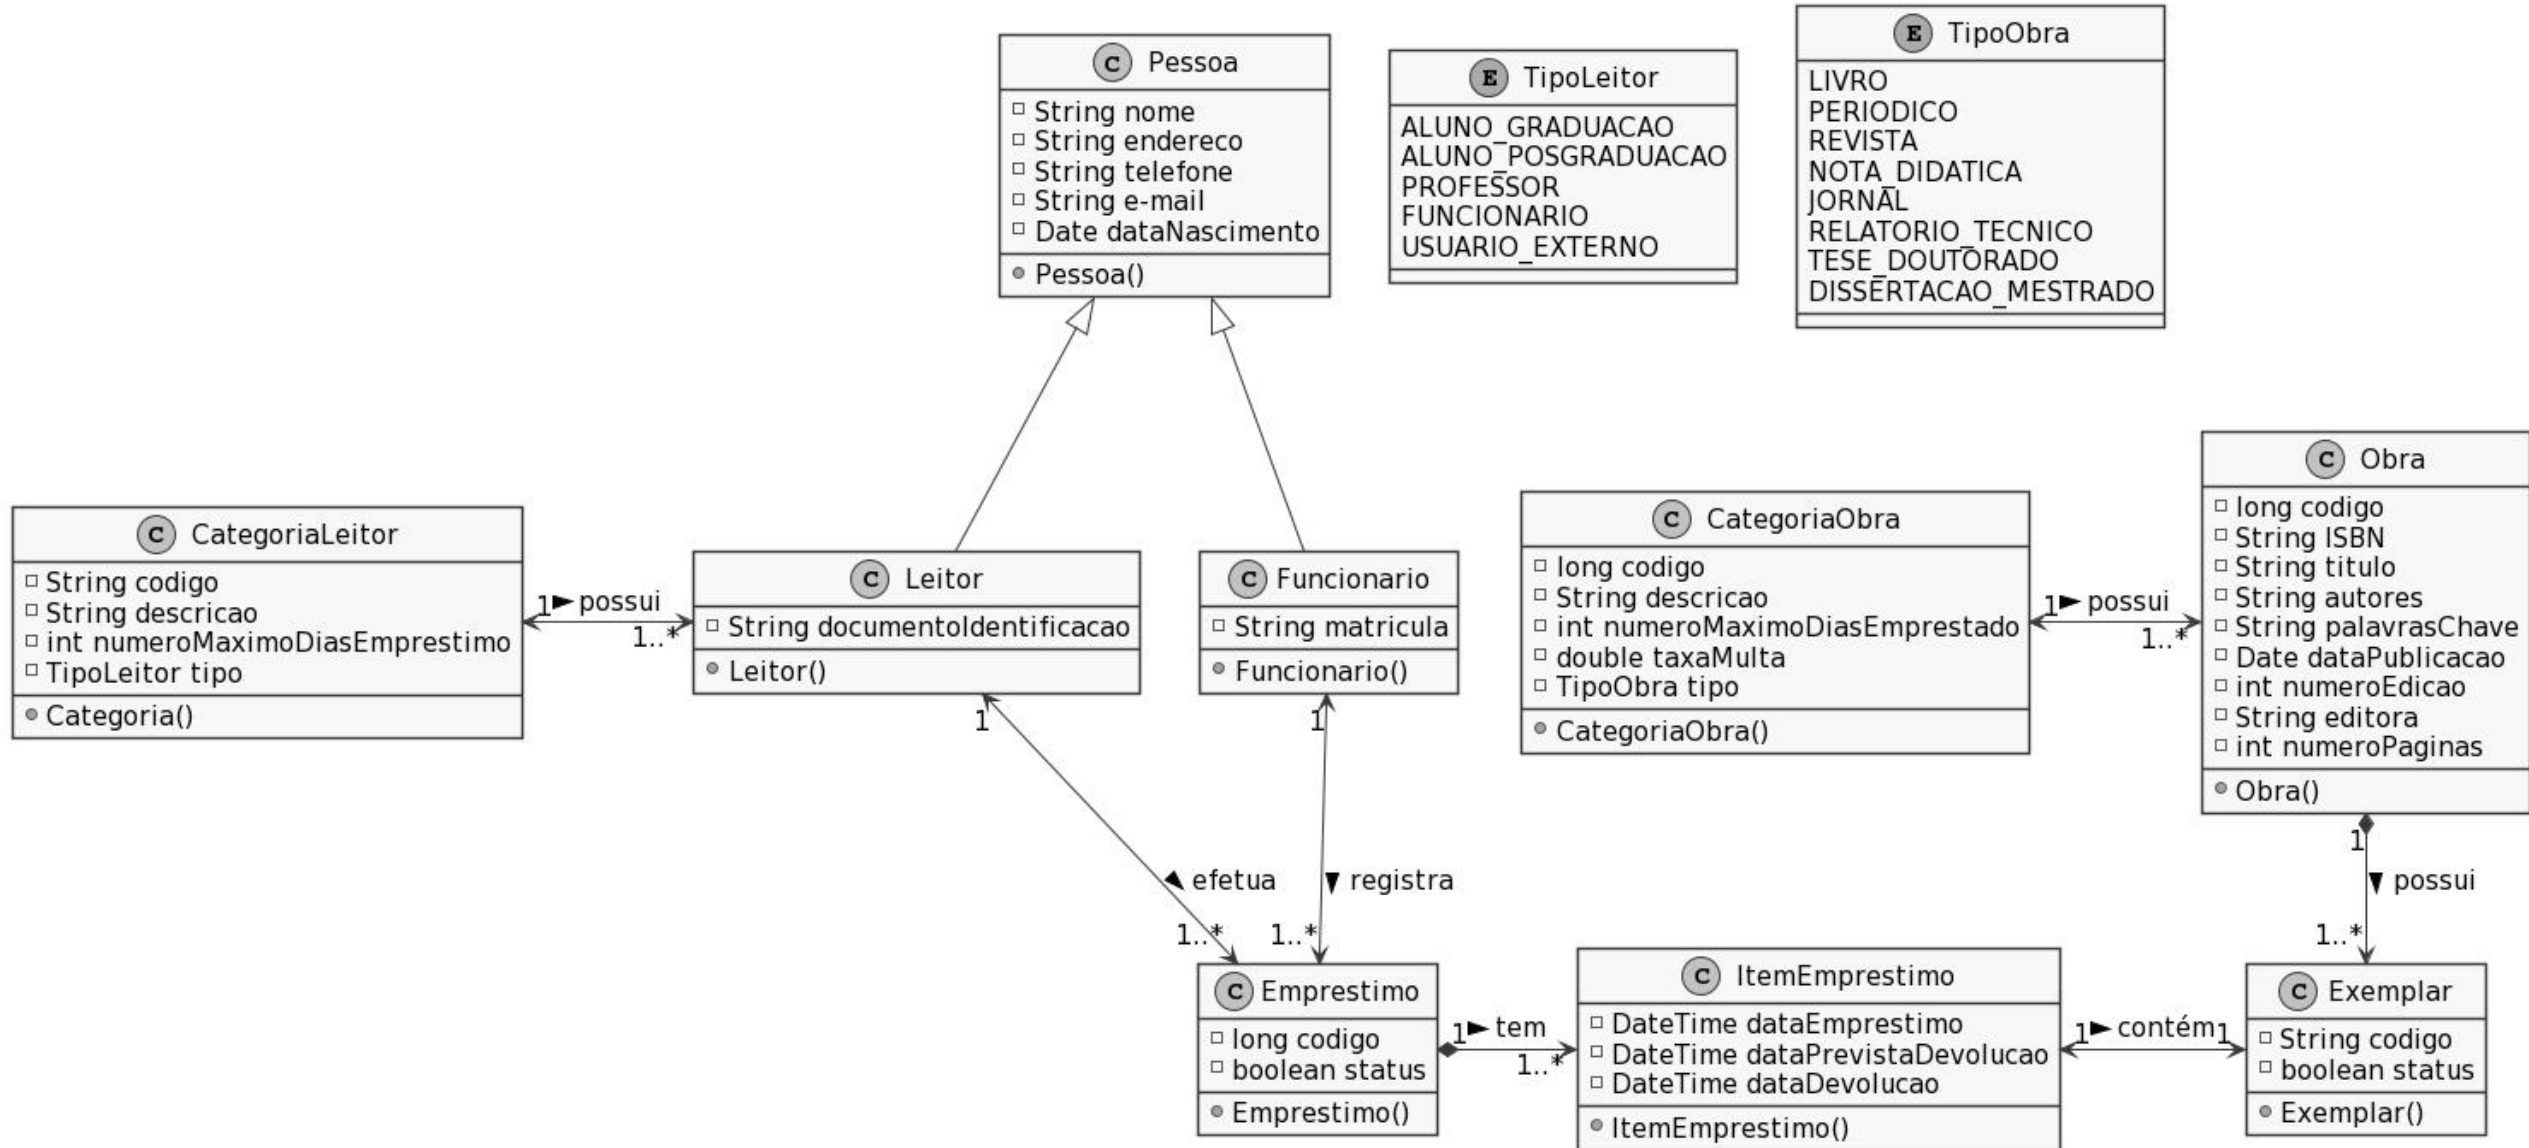 C Pessoa
String nome
String endereco
String telefone
String e-mail
Date dataNascimento
Pessoa()
E TipoLeitor
ALUNO_GRADUACAO
ALUNO_POSGRADUACAO
PROFESSOR
FUNCIONARIO
USUARIO_EXTERNO
E TipoObra
LIVRO
PERIODICO
REVISTA
NOTA_DIDATICA
JORNAL
RELATORIO_TECNICO
TESE_DOUTORADO
DISSERTACAO_MESTRADO
C CategoriaLeitor
String codigo
String descricao
int numeroMaximoDiasEmprestimo
TipoLeitor tipo
Categoria()
1 possui
1..*
C Leitor
String documentoIdentificacao
Leitor()
C Funcionario
String matricula
Funcionario()
C CategoriaObra
long codigo
String descricao
int numeroMaximoDiasEmprestado
double taxaMulta
TipoObra tipo
CategoriaObra()
1 possui
1..*
C Obra
long codigo
String ISBN
String titulo
String autores
String palavrasChave
Date dataPublicacao
int numeroEdicao
String editora
int numeroPaginas
Obra()
1
efetua
1..*
1
registra
1..*
1
possui
1..*
C Emprestimo
long codigo
boolean status
Emprestimo()
1 tem
1..*
C ItemEmprestimo
DateTime dataEmprestimo
DateTime dataPrevistaDevolucao
DateTime dataDevolucao
ItemEmprestimo()
1 contém 1
C Exemplar
String codigo
boolean status
Exemplar()